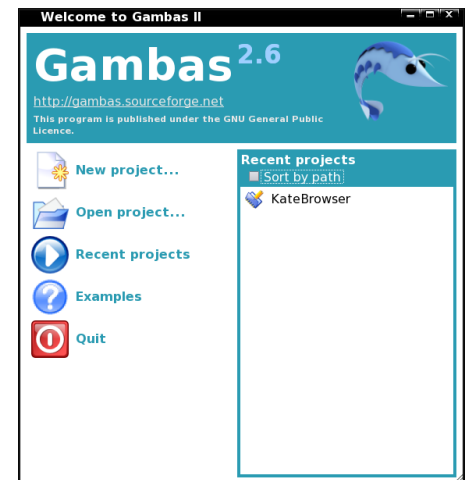 Welcome to Gambas II
Gambas 2.6
http://gambas.sourceforge.net
This program is published under the GNU General Public
Licence.
New project...
Open project...
Recent projects
Examples
Quit
Recent projects
Sort by path
KateBrowser